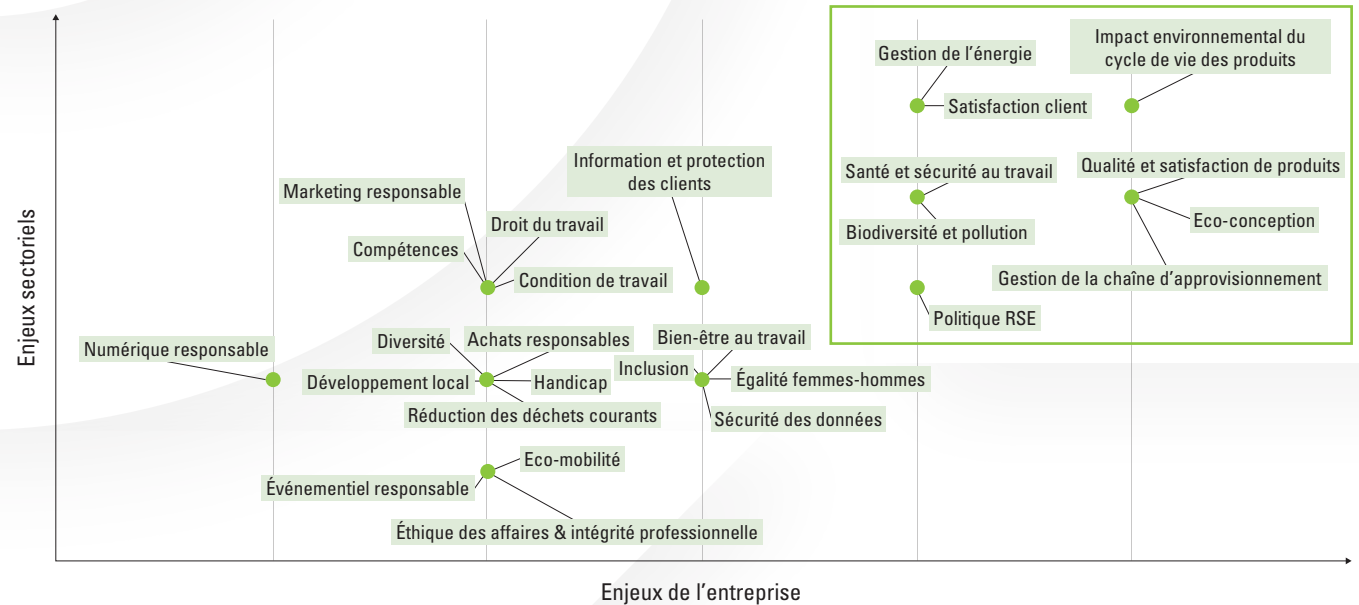 Enjeux sectoriels
Gestion de l'énergie
Satisfaction client
Impact environnemental du
cycle de vie des produits
Santé et sécurité au travail
Biodiversité et pollution
Qualité et satisfaction de produits
Eco-conception
Gestion de la chaîne d'approvisionnement
Politique RSE
Information et protection
des clients
Marketing responsable
Droit du travail
Compétences
Condition de travail
Numérique responsable
Diversité
Achats responsables
Développement local
Handicap
Réduction des déchets courants
Bien-être au travail
Inclusion
Égalité femmes-hommes
Sécurité des données
Eco-mobilité
Événementiel responsable
Éthique des affaires & intégrité professionnelle
Enjeux de l'entreprise